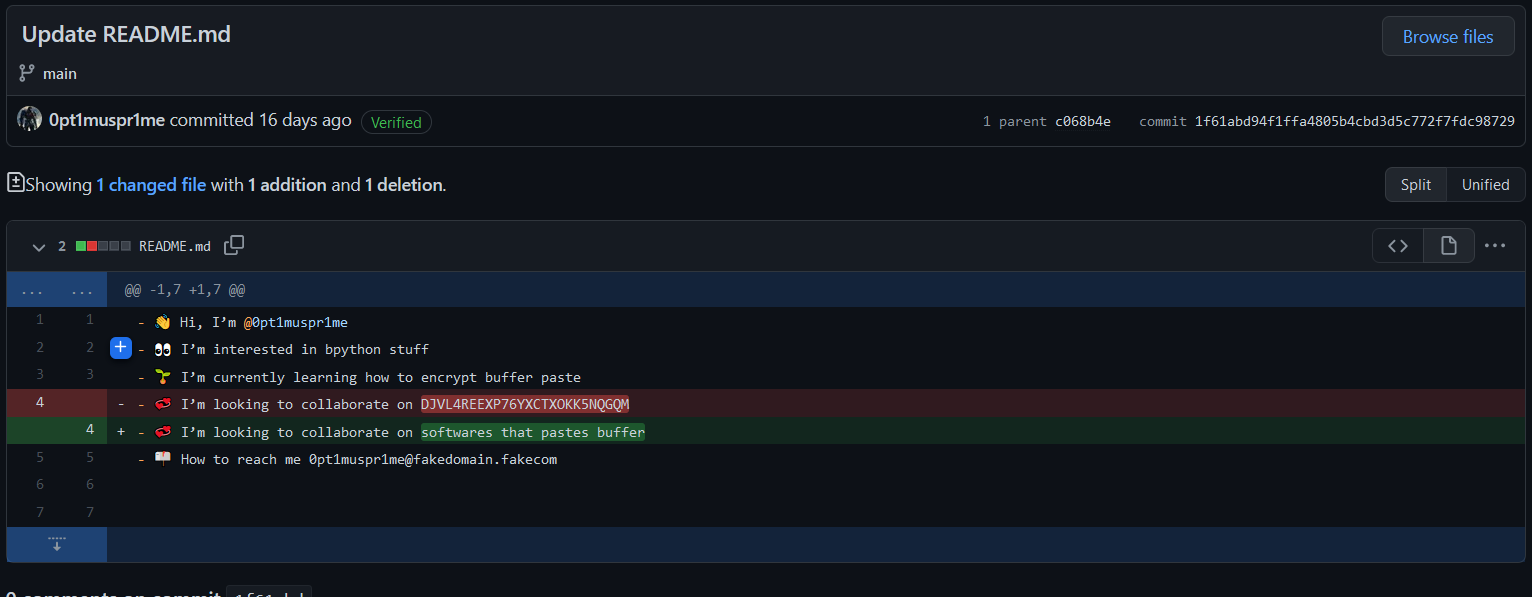 Update README.md
Browse files
main
0pt1muspr1me committed 16 days ago Verified
1 parent c068b4e commit 1f61abd94f1ffa4805b4cbd3d5c772f7fdc98729
Showing 1 changed file with 1 addition and 1 deletion.
Split Unified
2 README.md
... ... @@ -1,7 +1,7 @@
1 1 - 👋 Hi, I’m @0pt1muspr1me
2 2 + - 👀 I’m interested in bpython stuff
3 3 - 🌱 I’m currently learning how to encrypt buffer paste
4 - - 💞️ I’m looking to collaborate on DJVL4REEXP76YXCTXOKK5NQGQM
4 + - 💞️ I’m looking to collaborate on softwares that pastes buffer
5 5 - 📫 How to reach me 0pt1muspr1me@fakedomain.fakecom
6 6
7 7
0 comments on commit